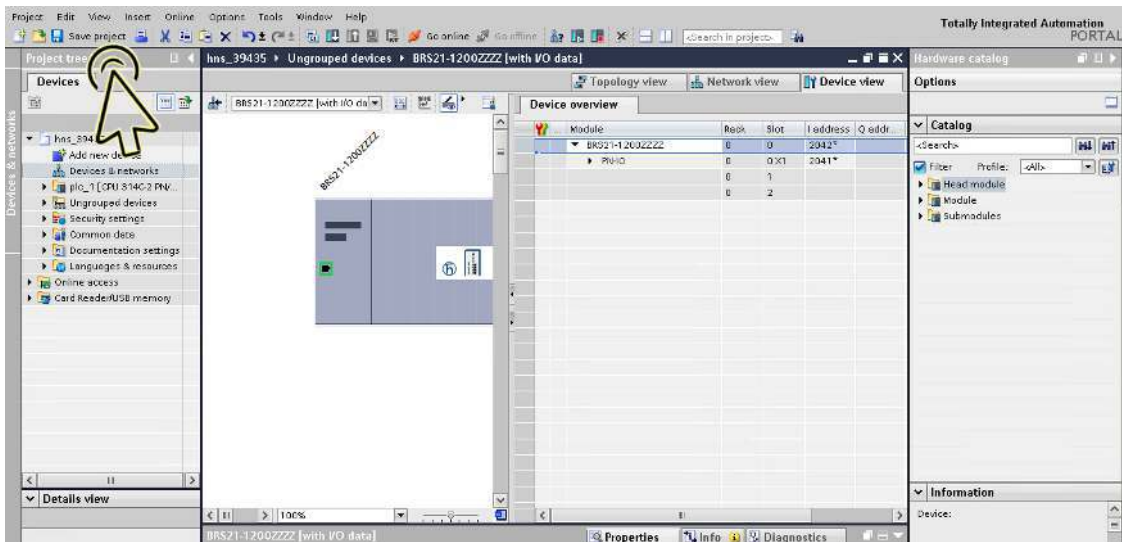 Project Edit View Insert Online Options Tools Window Help
Totally Integrated Automation
PORTAL
Save project
Go online
Go offline
<Search in project>
Project tree
hns_39435 ▸ Ungrouped devices ▸ BRS21-1200ZZZZ [with I/O data]
Hardware catalog
Devices
Topology view
Network view
Device view
Options
Devices & networks
BRS21-1200ZZZZ [with I/O da
Device overview
Catalog
Module Rack Slot I address Q addr...
BRS21-1200ZZZZ 0 0 2042*
PN-IO 0 0 X1 2041*
0 1
0 2
<Search>
Filter Profile: <All>
Head module
Module
Submodules
Add new
Devices & networks
plc_1 [CPU 314C-2 PN/...
Ungrouped devices
Security settings
Common data
Documentation settings
Languages & resources
Online access
Card Reader/USB memory
BRS21-1200ZZZZ
Details view
100%
Information
Device:
BRS21-1200ZZZZ [with I/O data]
Properties
Info
Diagnostics